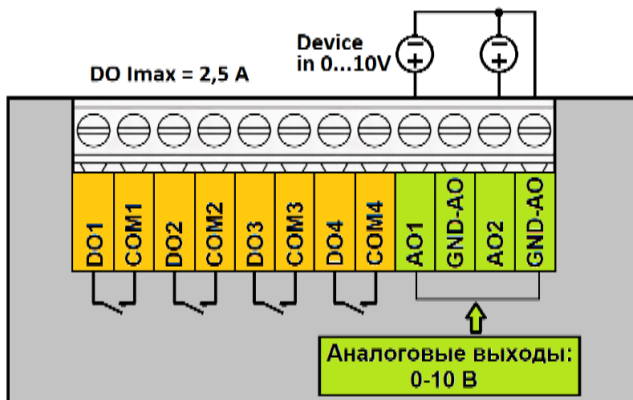 Device
in 0...10V
DO Imax = 2,5 A
DO1
COM1
DO2
COM2
DO3
COM3
DO4
COM4
AO1
GND-AO
AO2
GND-AO
Аналоговые выходы:
0-10 В